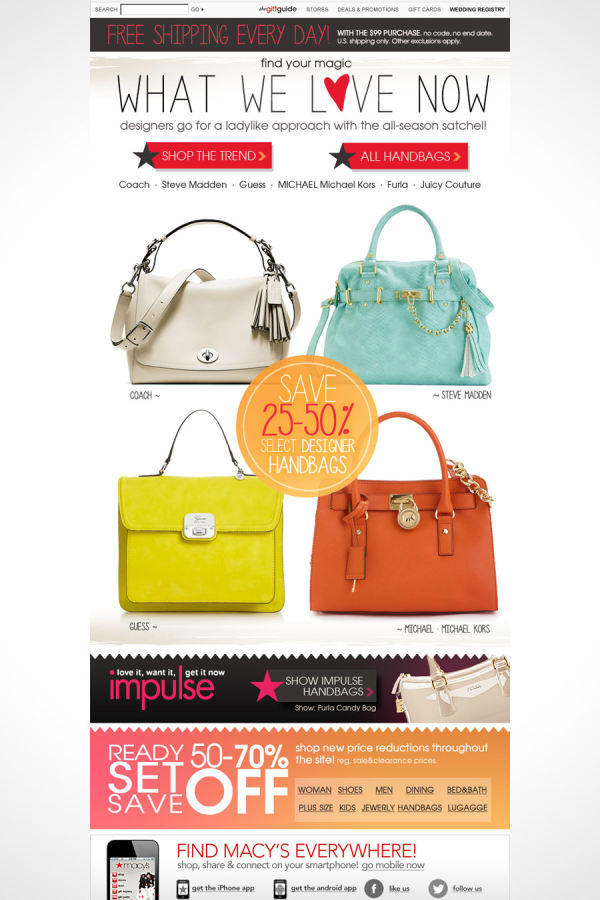 SEARCH GO the gift guide STORES DEALS & PROMOTIONS GIFT CARDS WEDDING REGISTRY
FREE SHIPPING EVERY DAY! WITH THE $99 PURCHASE. no code, no end date.
U.S. shipping only. Other exclusions apply.
find your magic
WHAT WE LOVE NOW
designers go for a ladylike approach with the all-season satchel!
SHOP THE TREND
ALL HANDBAGS
Coach · Steve Madden · Guess · MICHAEL Michael Kors · Furla · Juicy Couture
COACH ~
~ STEVE MADDEN
SAVE
25-50%
SELECT DESIGNER
HANDBAGS
GUESS ~
~ MICHAEL · MICHAEL KORS
love it, want it, get it now
impulse
SHOW IMPULSE
HANDBAGS
Show: Furla Candy Bag
FURLA
READY
SET
SAVE
50-70%
OFF
shop new price reductions throughout
the site! reg, sale&clearance prices.
WOMAN SHOES MEN DINING BED&BATH
PLUS SIZE KIDS JEWERLY HANDBAGS LUGAGGE
macy's
FIND MACY'S EVERYWHERE!
shop, share & connect on your smartphone! go mobile now
get the iPhone app get the android app like us follow us